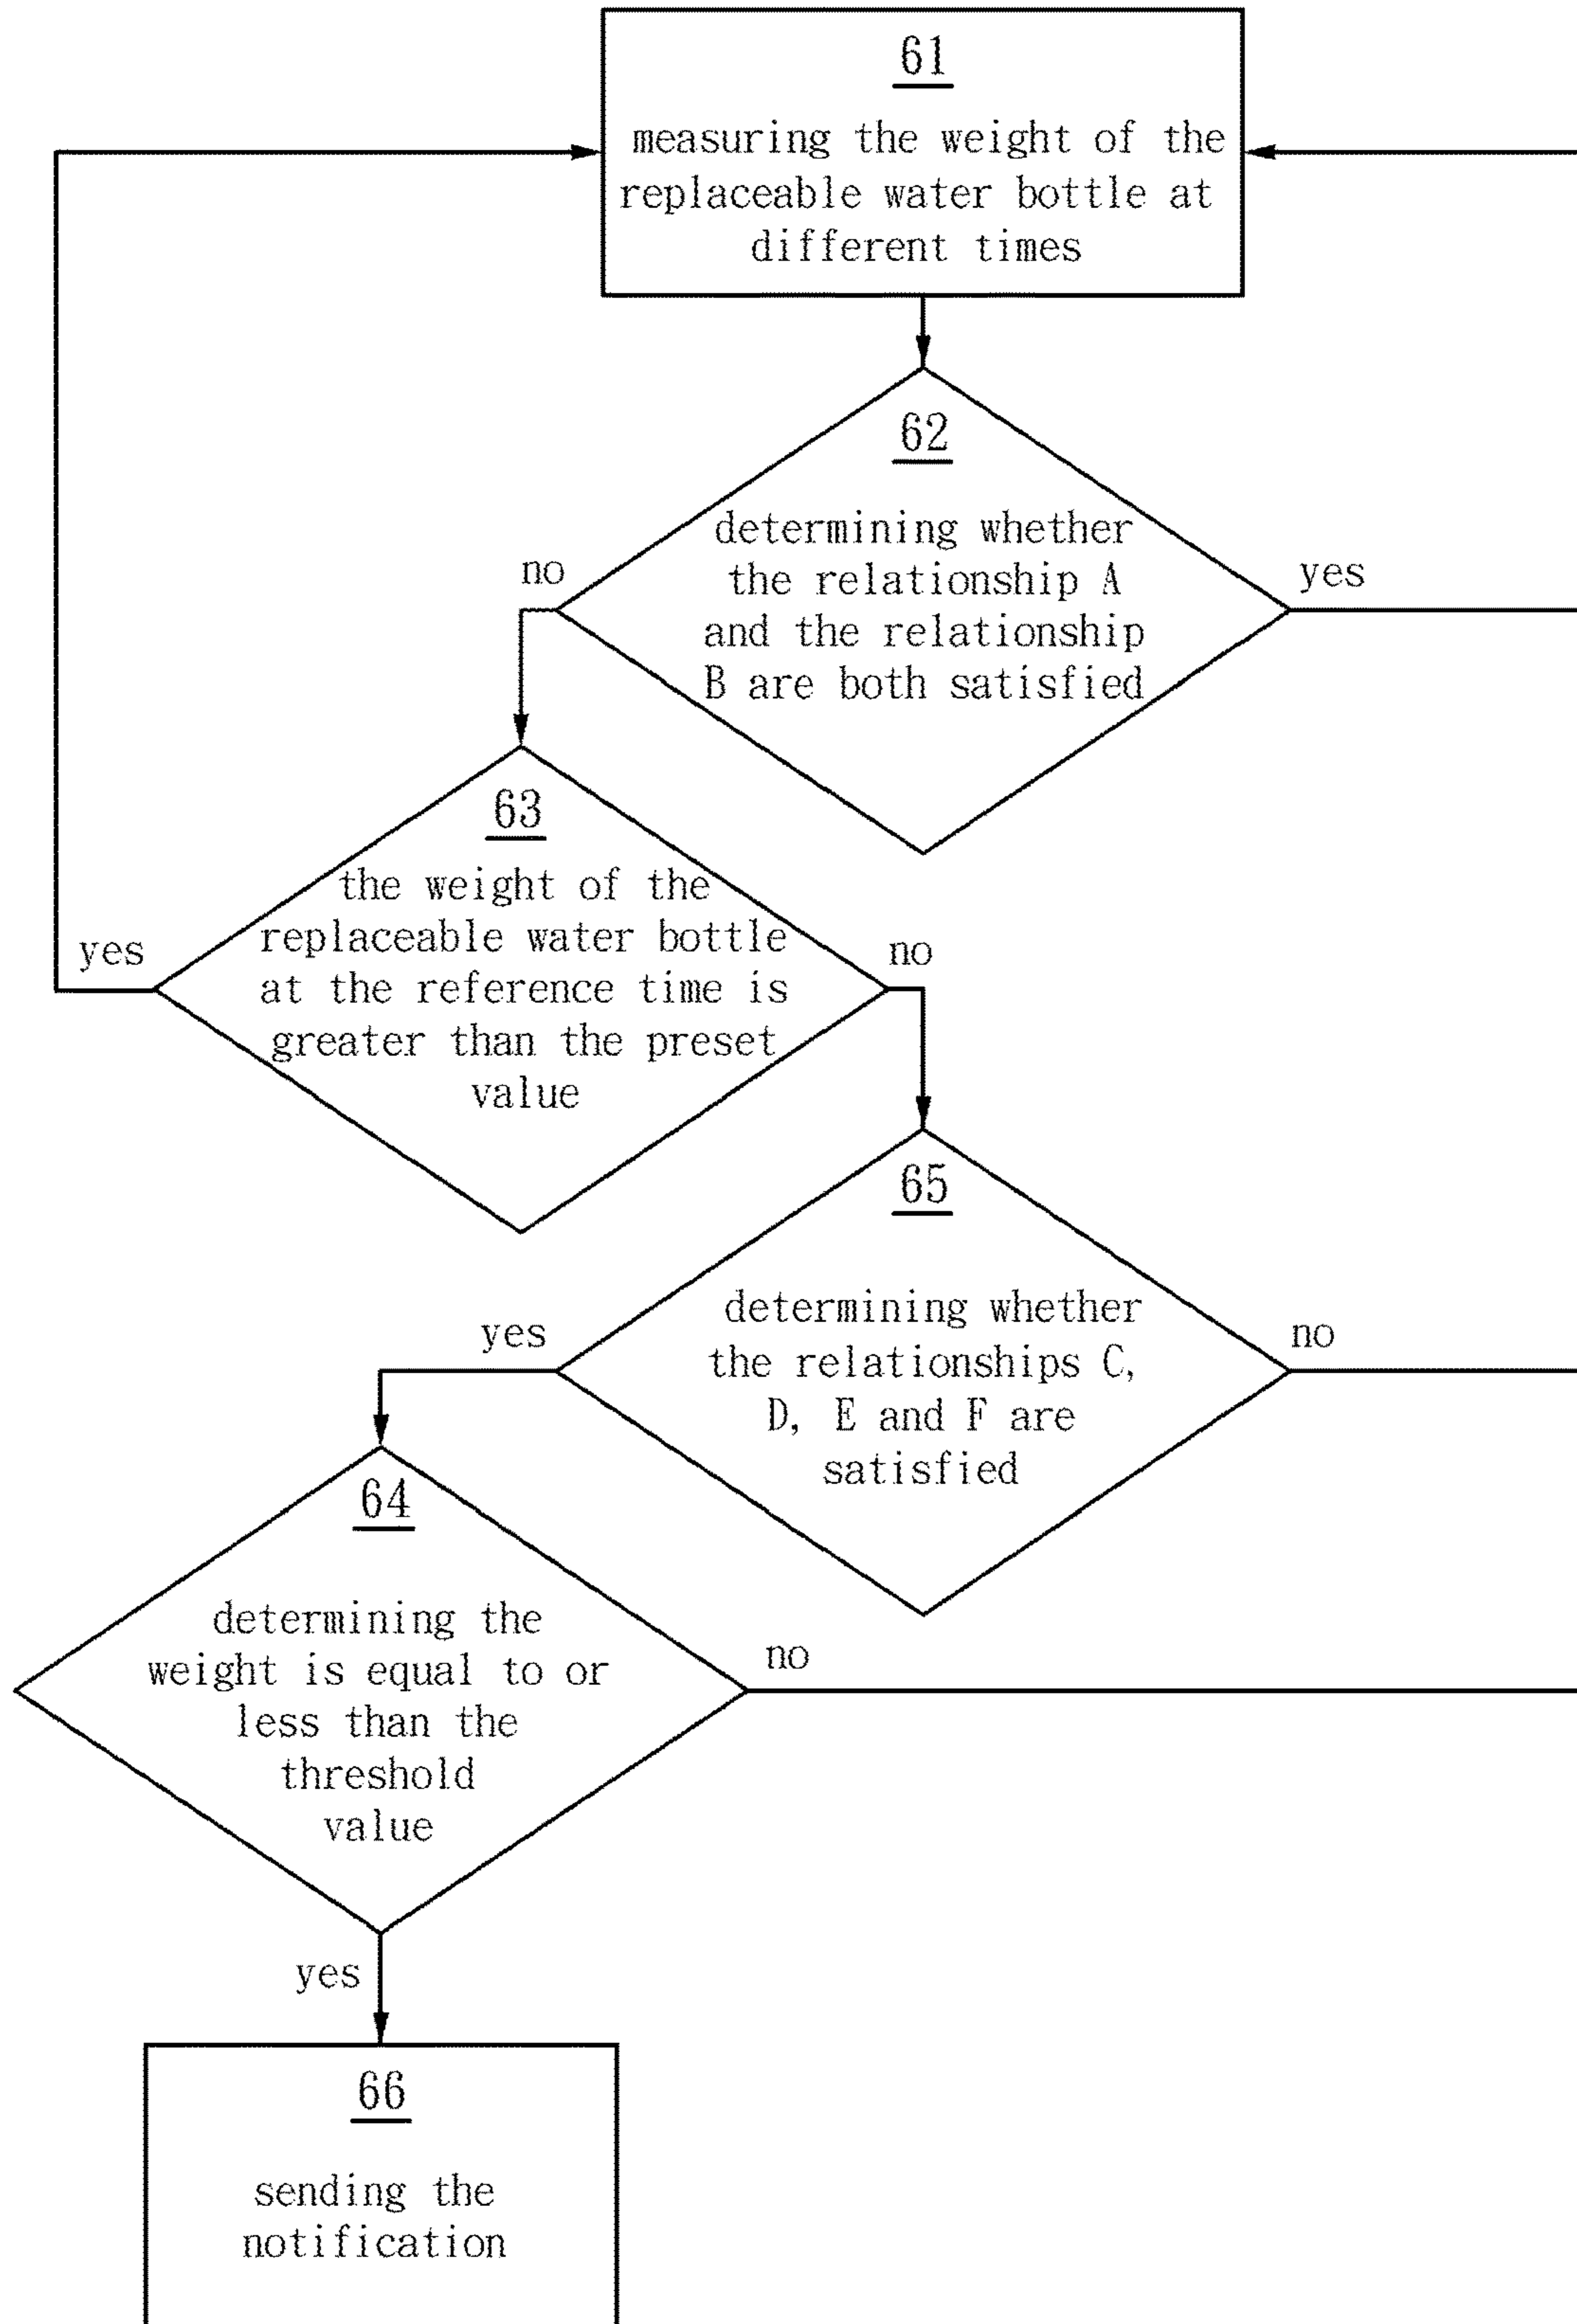 61
measuring the weight of the
replaceable water bottle at
different times
62
determining whether
the relationship A
and the relationship
B are both satisfied
no
yes
63
the weight of the
replaceable water bottle
at the reference time is
greater than the preset
value
yes
no
65
determining whether
the relationships C,
D, E and F are
satisfied
yes
no
64
determining the
weight is equal to or
less than the
threshold
value
no
yes
66
sending the
notification